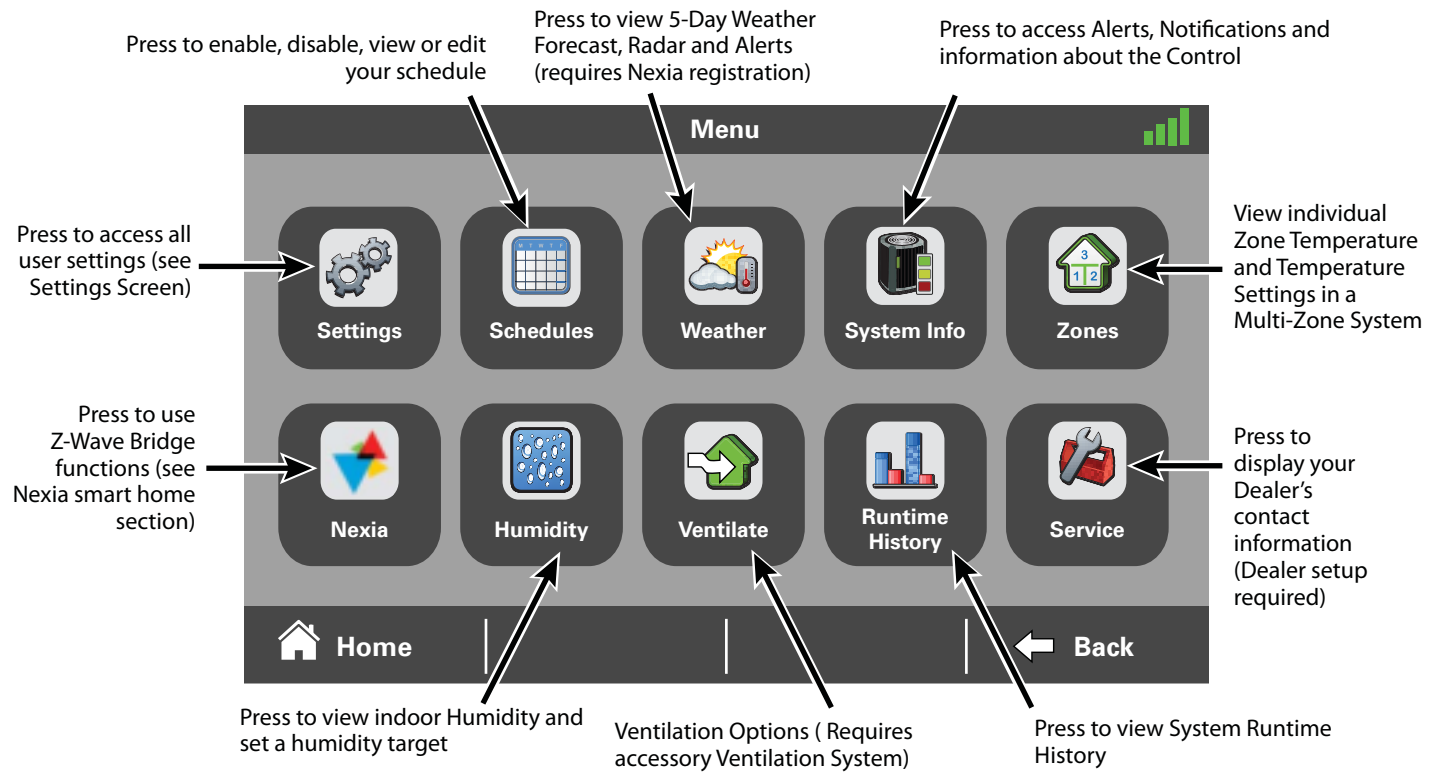 Press to enable, disable, view or edit
your schedule
Press to view 5-Day Weather
Forecast, Radar and Alerts
(requires Nexia registration)
Press to access Alerts, Notifications and
information about the Control
Menu
Press to access all
user settings (see
Settings Screen)
Settings
M T W T F
Schedules
Weather
System Info
3
1 2
Zones
View individual
Zone Temperature
and Temperature
Settings in a
Multi-Zone System
Press to use
Z-Wave Bridge
functions (see
Nexia smart home
section)
Nexia
Humidity
Ventilate
Runtime
History
Service
Press to
display your
Dealer's
contact
information
(Dealer setup
required)
Home
Back
Press to view indoor Humidity and
set a humidity target
Ventilation Options ( Requires
accessory Ventilation System)
Press to view System Runtime
History